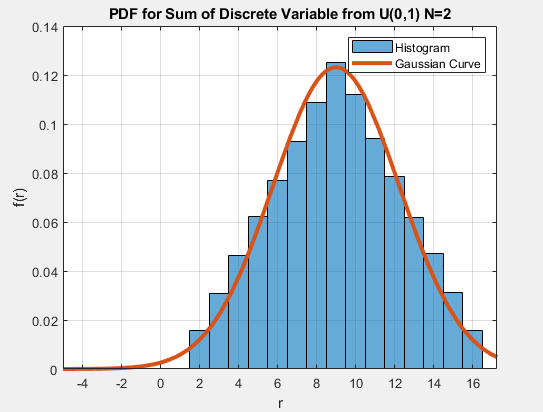 PDF for Sum of Discrete Variable from U(0,1) N=2
Histogram
Gaussian Curve
0.14
0.12
0.1
0.08
0.06
0.04
0.02
0
f(r)
-4 -2 0 2 4 6 8 10 12 14 16
r